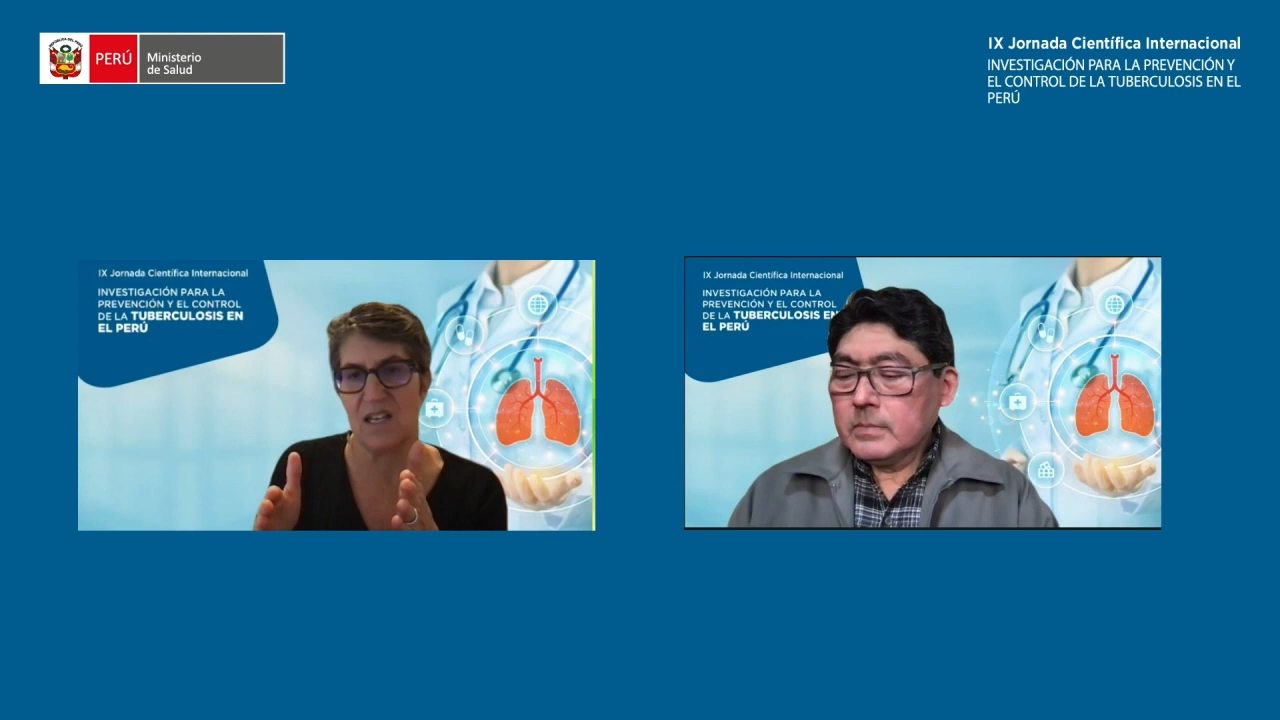 PERÚ
Ministerio
de Salud
IX Jornada Científica Internacional
INVESTIGACIÓN PARA LA PREVENCIÓN Y
EL CONTROL DE LA TUBERCULOSIS EN EL
PERÚ
IX Jornada Científica Internacional
INVESTIGACIÓN PARA LA
PREVENCIÓN Y EL CONTROL
DE LA TUBERCULOSIS EN
EL PERÚ
IX Jornada Científica Internacional
INVESTIGACIÓN PARA LA
PREVENCIÓN Y EL CONTROL
DE LA TUBERCULOSIS EN
EL PERÚ